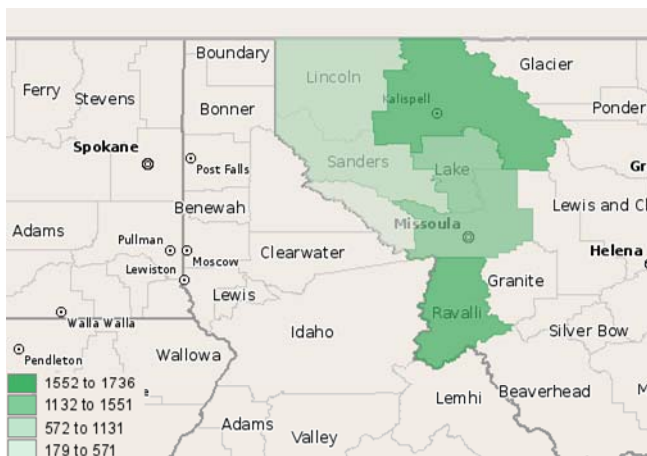 Boundary
Glacier
Lincoln
Ferry
Stevens
Kalispell
Bonner
Ponder
Spokane
Post Falls
Sanders
Lake
Gr
Benewah
Lewis and Cl
Adams
Missoula
Pullman
Moscow
Clearwater
Helena
Lewiston
Lewis
Granite
Walla Walla
Ravalli
Idaho
Silver Bow
Pendleton
Wallowa
1552 to 1736
e
Lemhi
Beaverhead
M
1132 to 1551
572 to 1131
Adams
Valley
179 to 571